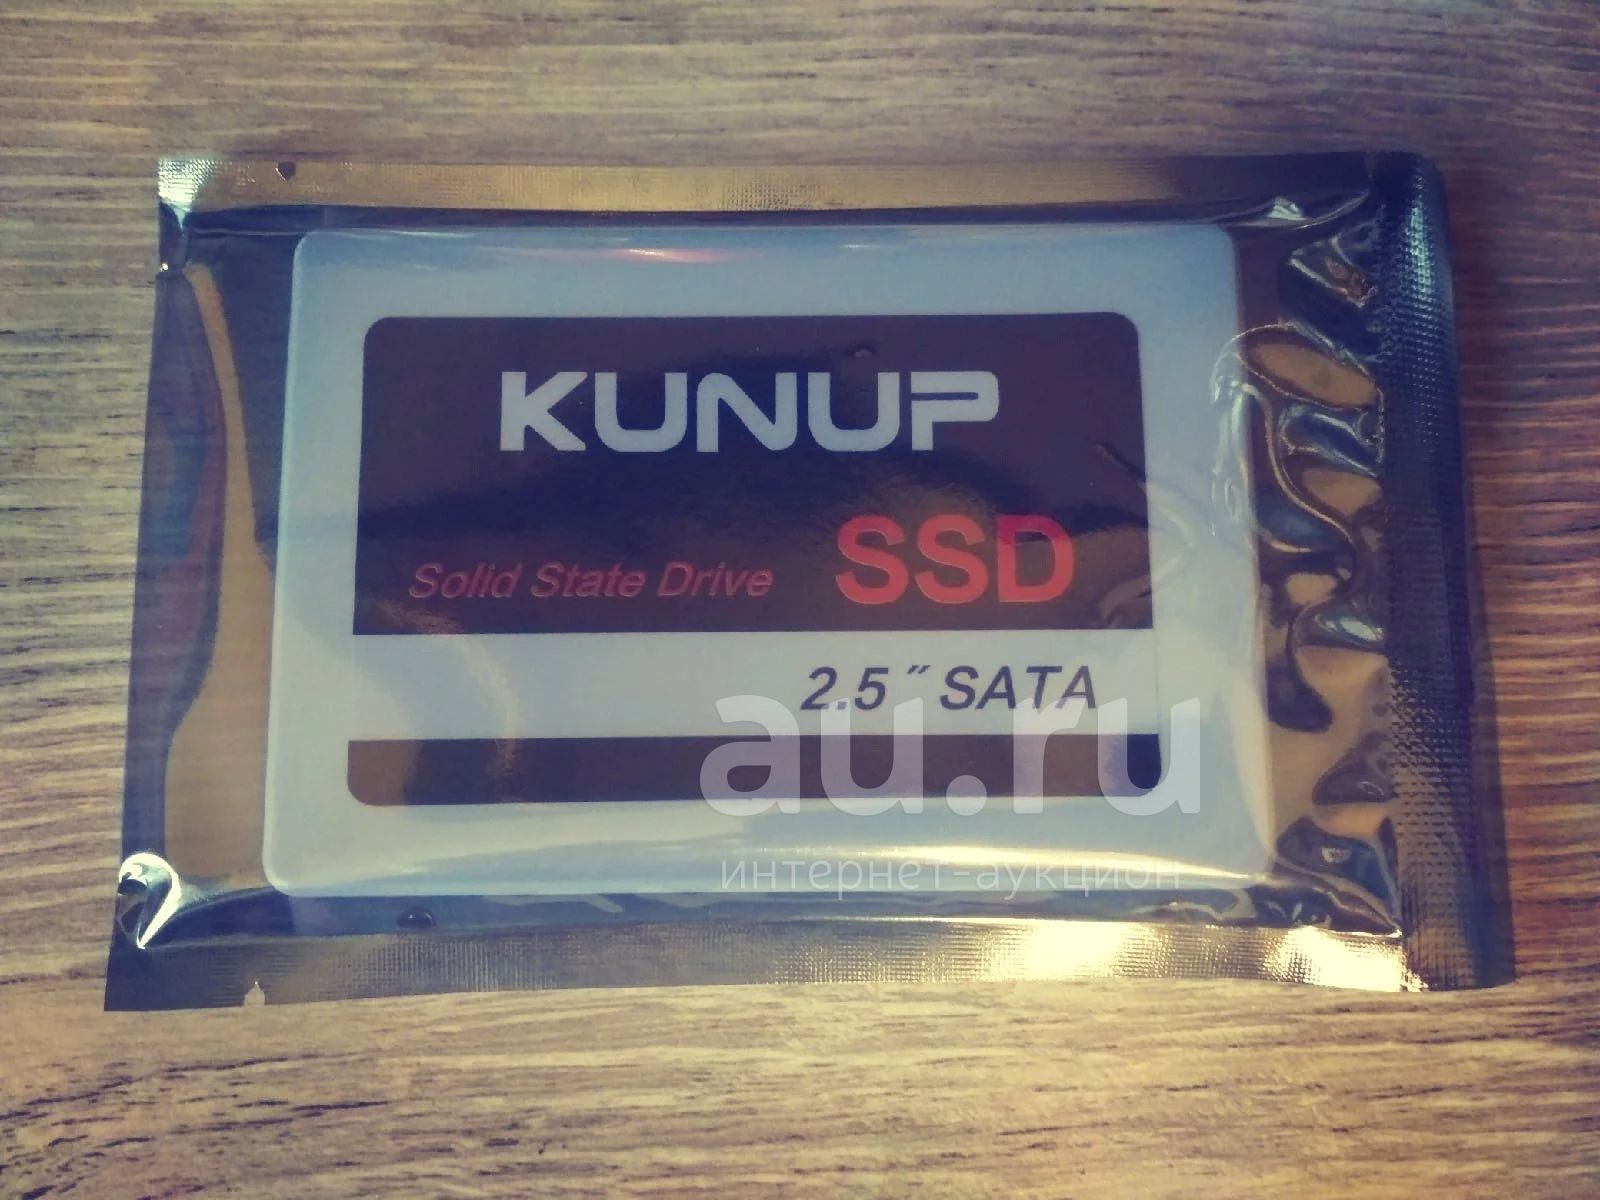 KUNUP
Solid State Drive SSD
2.5" SATA
au.ru
интернет-аукцион